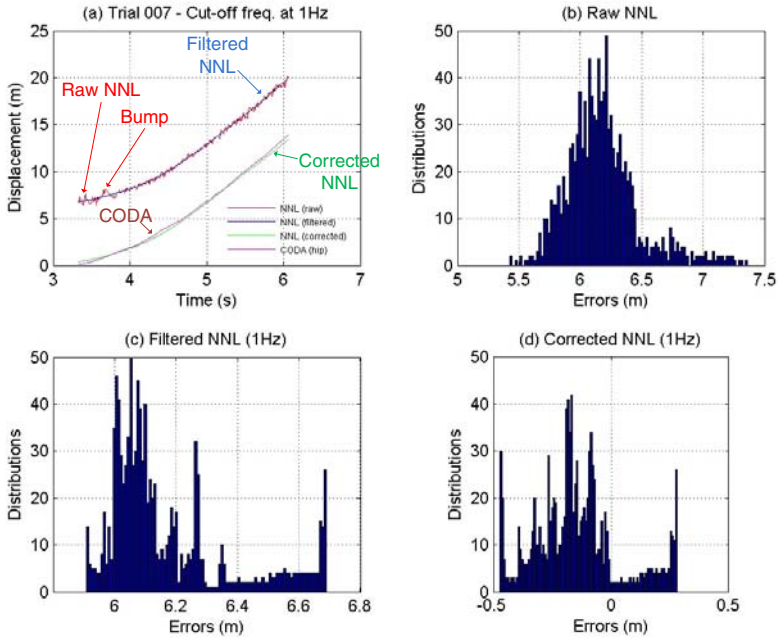 (a) Trial 007 - Cut-off freq. at 1Hz
Displacement (m)
20
15
10
5
0
3
4
5
6
7
Time (s)
Raw NNL
Bump
Filtered
NNL
Corrected
NNL
CODA
NNL (raw)
NNL (filtered)
NNL (corrected)
CODA (hip)
(b) Raw NNL
Distributions
50
40
30
20
10
0
5
5.5
6
6.5
7
7.5
Errors (m)
(c) Filtered NNL (1Hz)
Distributions
50
40
30
20
10
0
6
6.2
6.4
6.6
6.8
Errors (m)
(d) Corrected NNL (1Hz)
Distributions
50
40
30
20
10
0
-0.5
0
0.5
Errors (m)